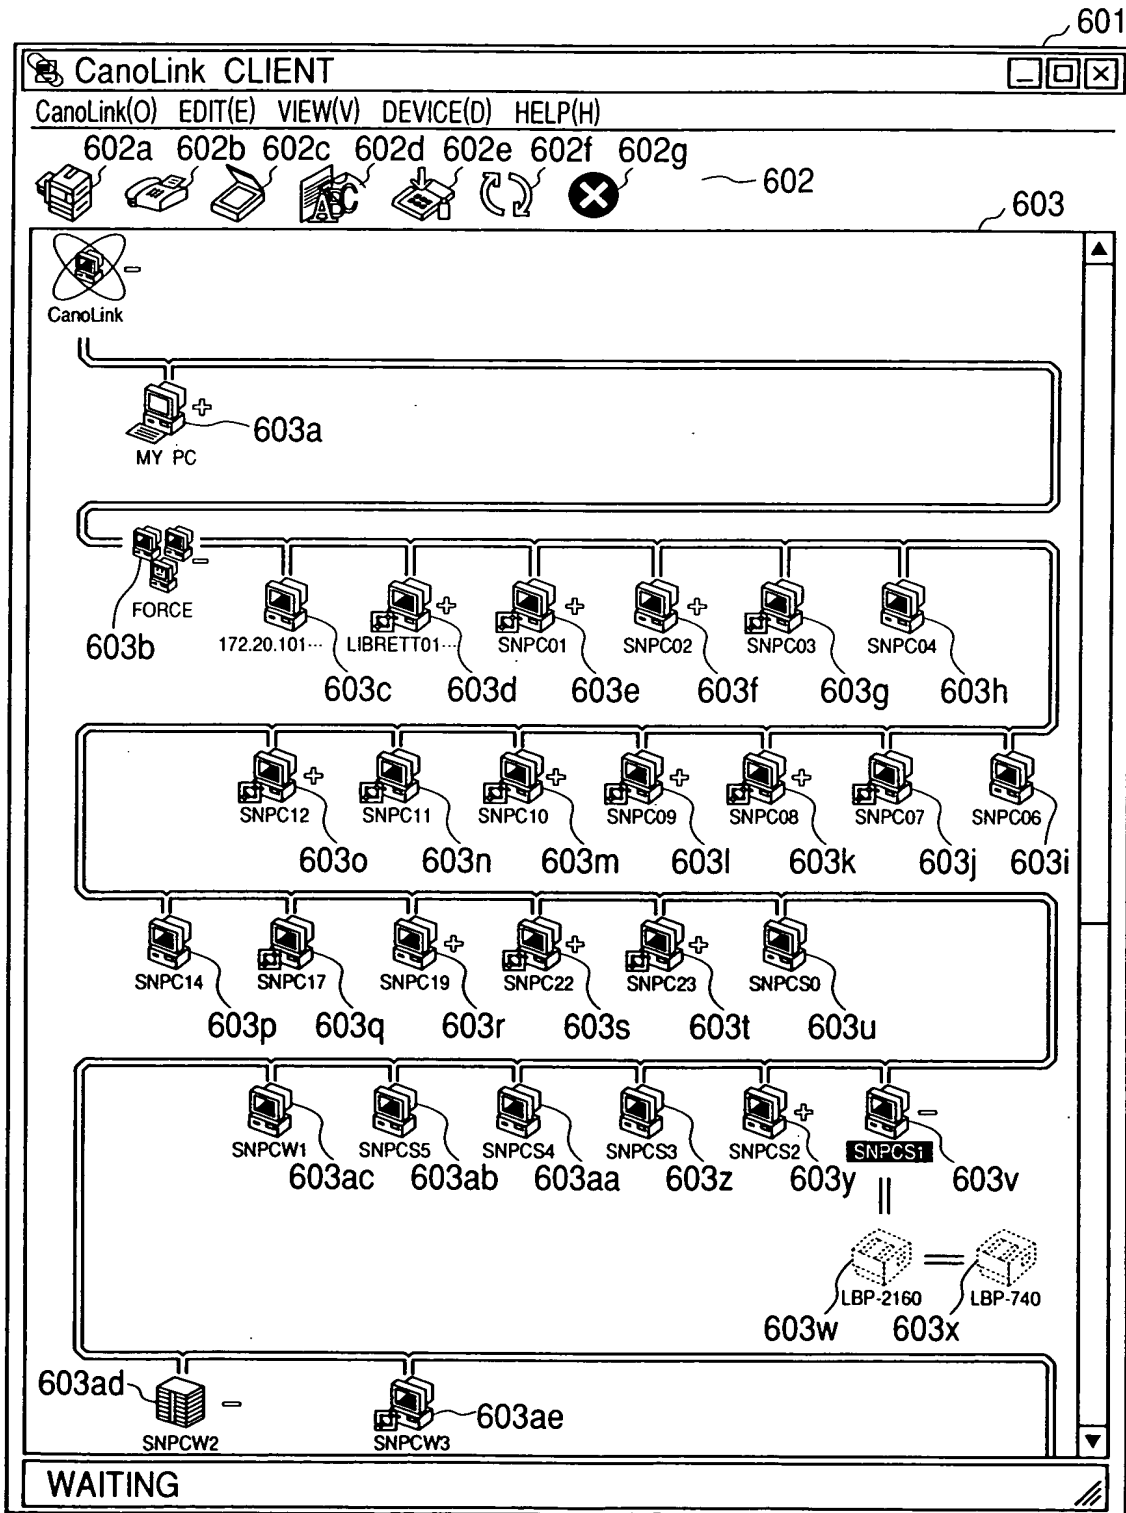 601
CanoLink CLIENT
CanoLink(O) EDIT(E) VIEW(V) DEVICE(D) HELP(H)
602a 602b 602c 602d 602e 602f 602g
602
603
CanoLink
603a
MY PC
FORCE
603b
172.20.101… LIBRETT01… SNPC01 SNPC02 SNPC03 SNPC04
603c 603d 603e 603f 603g 603h
SNPC12 SNPC11 SNPC10 SNPC09 SNPC08 SNPC07 SNPC06
603o 603n 603m 603l 603k 603j 603i
SNPC14 SNPC17 SNPC19 SNPC22 SNPC23 SNPCS0
603p 603q 603r 603s 603t 603u
SNPCW1 SNPCS5 SNPCS4 SNPCS3 SNPCS2 SNPCS1
603ac 603ab 603aa 603z 603y 603v
LBP-2160 LBP-740
603w 603x
603ad
603ae
SNPCW2 SNPCW3
WAITING